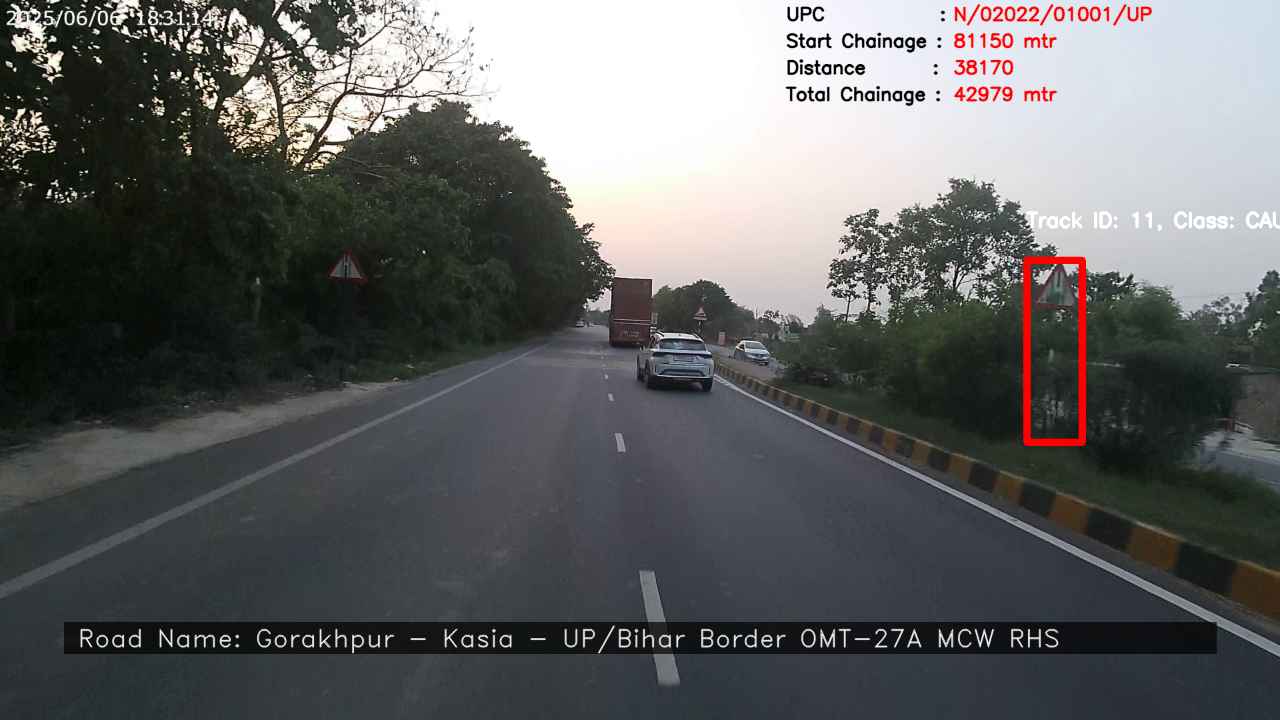 2025/06/06 18:31:14
UPC : N/02022/01001/UP
Start Chainage : 81150 mtr
Distance : 38170
Total Chainage : 42979 mtr
Track ID: 11, Class: CAU
Road Name: Gorakhpur - Kasia - UP/Bihar Border OMT-27A MCW RHS